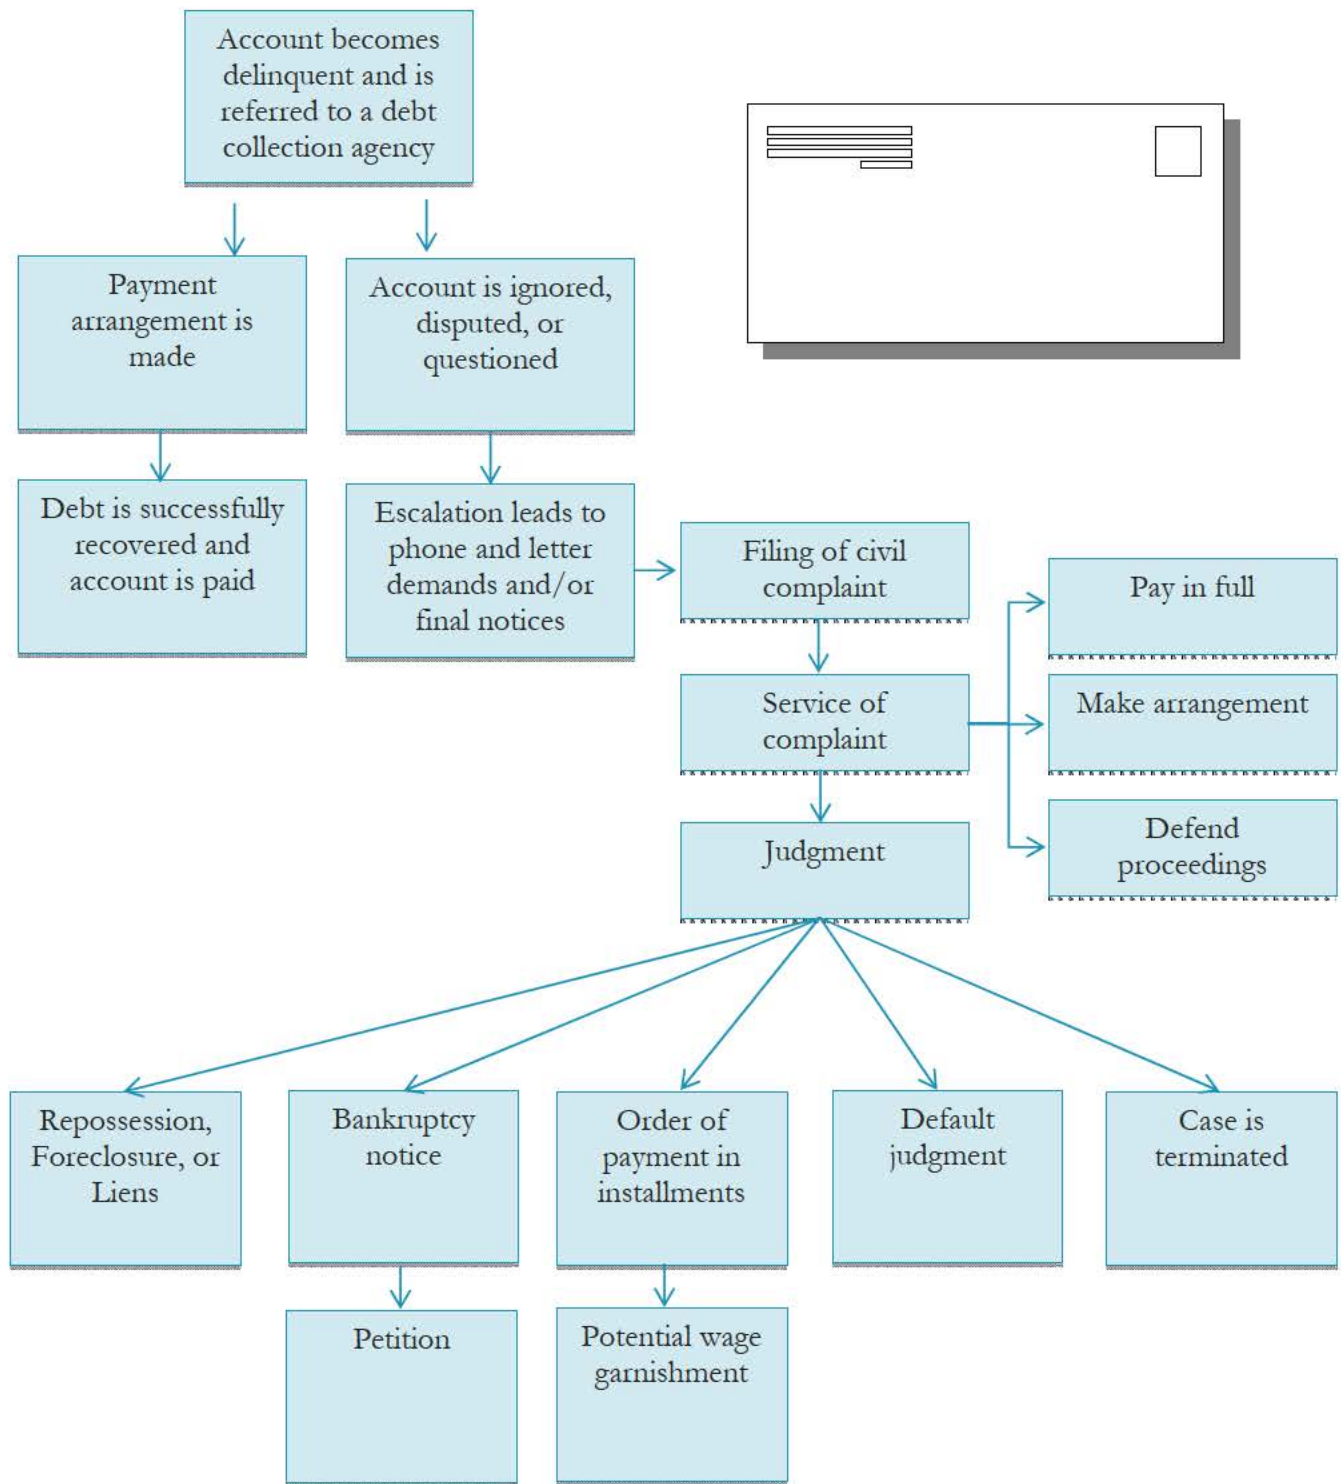 Account becomes
delinquent and is
referred to a debt
collection agency
Payment
arrangement is
made
Account is ignored,
disputed, or
questioned
Debt is successfully
recovered and
account is paid
Escalation leads to
phone and letter
demands and/or
final notices
Filing of civil
complaint
Pay in full
Service of
complaint
Make arrangement
Judgment
Defend
proceedings
Repossession,
Foreclosure, or
Liens
Bankruptcy
notice
Order of
payment in
installments
Default
judgment
Case is
terminated
Petition
Potential wage
garnishment